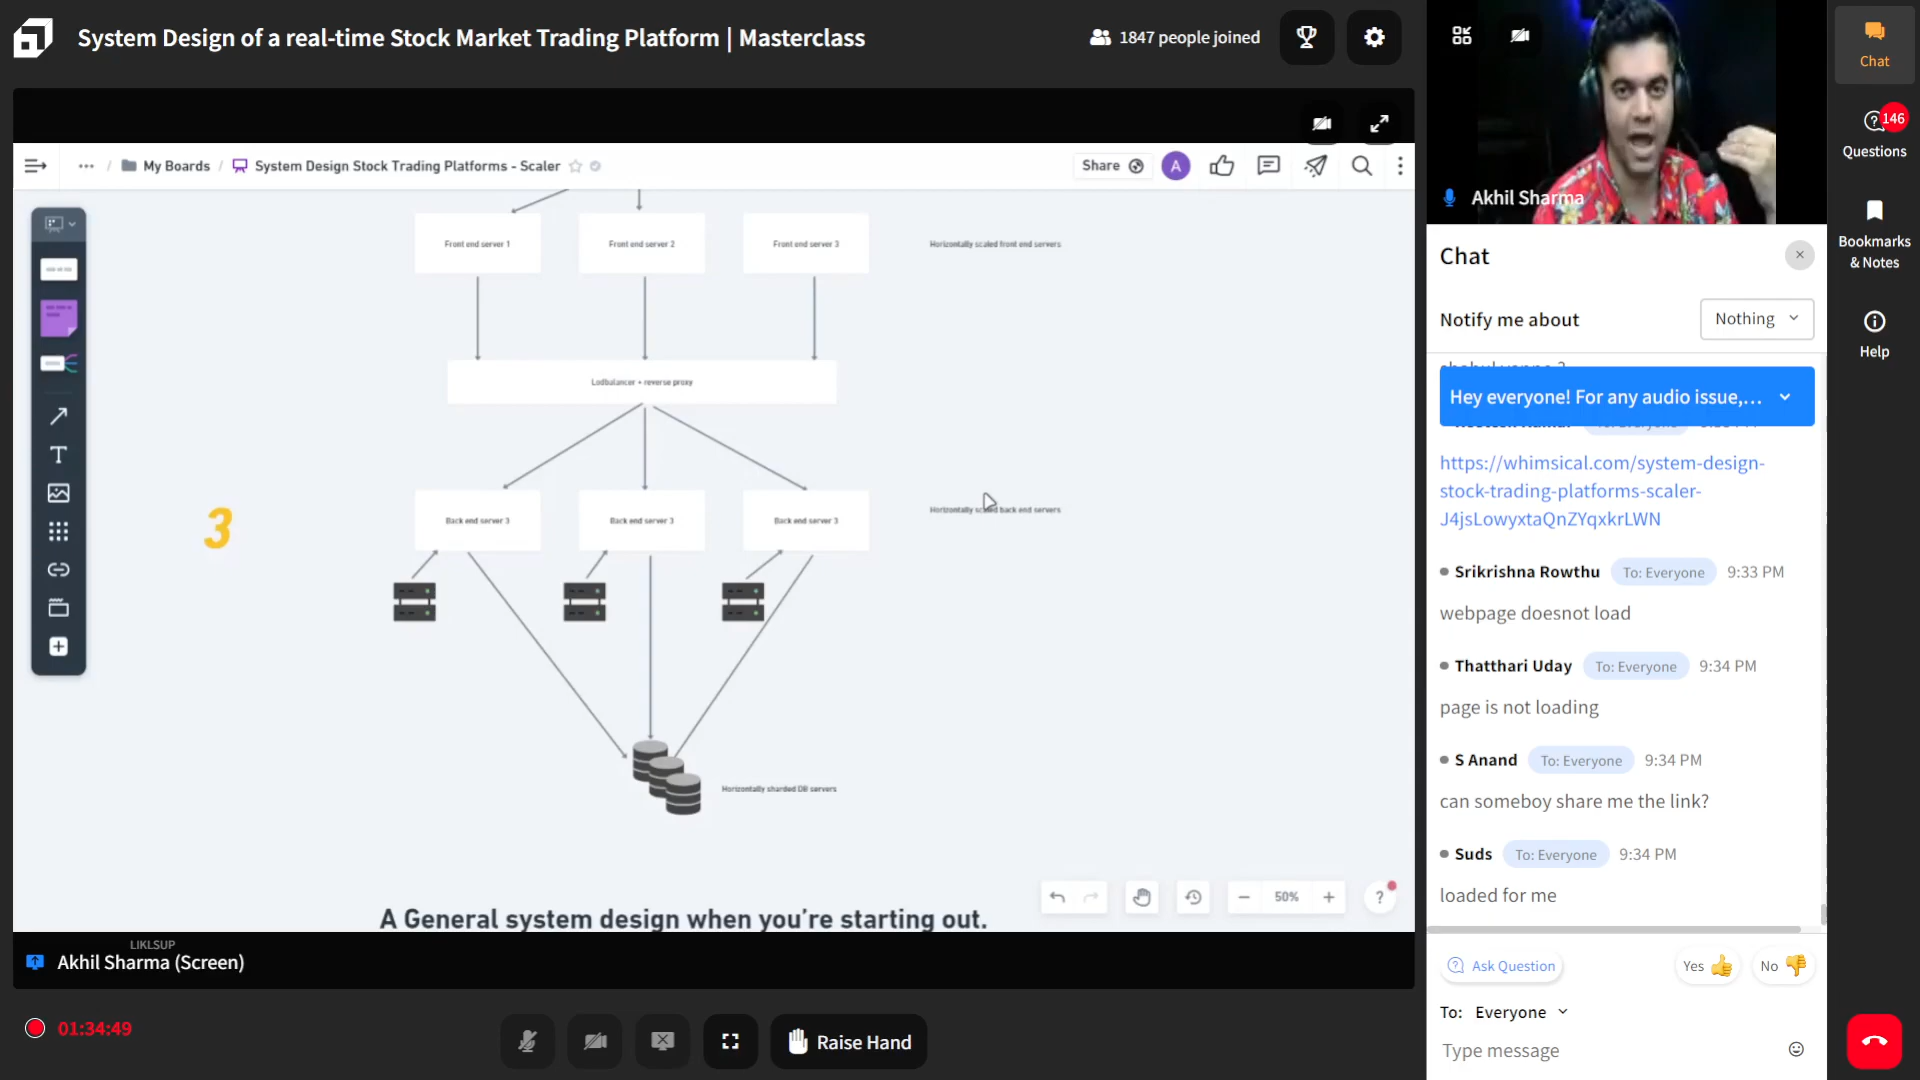 System Design of a real-time Stock Market Trading Platform | Masterclass
1847 people joined
My Boards / System Design Stock Trading Platforms - Scaler
Share
A
Front end server 1
Front end server 2
Front end server 3
Horizontally scaled front end servers
Lodbulancer + reverse proxy
3
Back end server 3
Back end server 3
Back end server 3
Horizontally scaled back end servers
Horizontally sharded DB servers
50%
?
A General system design when you're starting out.
LIKLSUP
Akhil Sharma (Screen)
01:34:49
Raise Hand
Akhil Sharma
Chat
Notify me about
Nothing
Hey everyone! For any audio issue,...
https://whimsical.com/system-design-
stock-trading-platforms-scaler-
J4jsLowyxtaQnZYqxkrLWN
Srikrishna Rowthu To: Everyone 9:33 PM
webpage doesnot load
Thatthari Uday To: Everyone 9:34 PM
page is not loading
S Anand To: Everyone 9:34 PM
can someboy share me the link?
Suds To: Everyone 9:34 PM
loaded for me
Ask Question
Yes
No
To: Everyone
Type message
Chat
146
Questions
Bookmarks
& Notes
Help